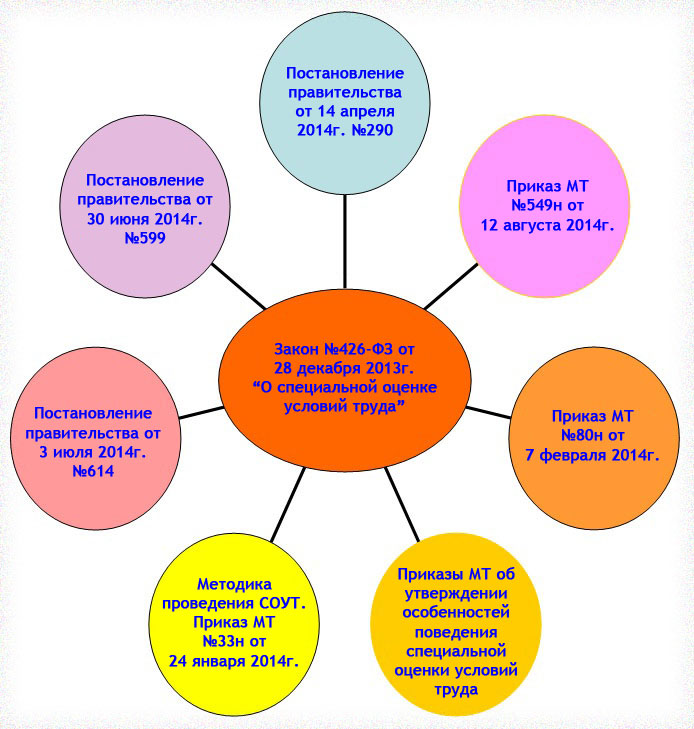 Постановление
правительства
от 14 апреля
2014г. №290
Постановление
правительства от
30 июня 2014г.
№599
Приказ МТ
№549н от
12 августа 2014г.
Закон №426-ФЗ от
28 декабря 2013г.
“О специальной оценке
условий труда”
Постановление
правительства от
3 июля 2014г.
№614
Приказ МТ
№80н от
7 февраля 2014г.
Методика
проведения СОУТ.
Приказ МТ
№33н от
24 января 2014г.
Приказы МТ об
утверждении
особенностей
поведения
специальной
оценки условий
труда